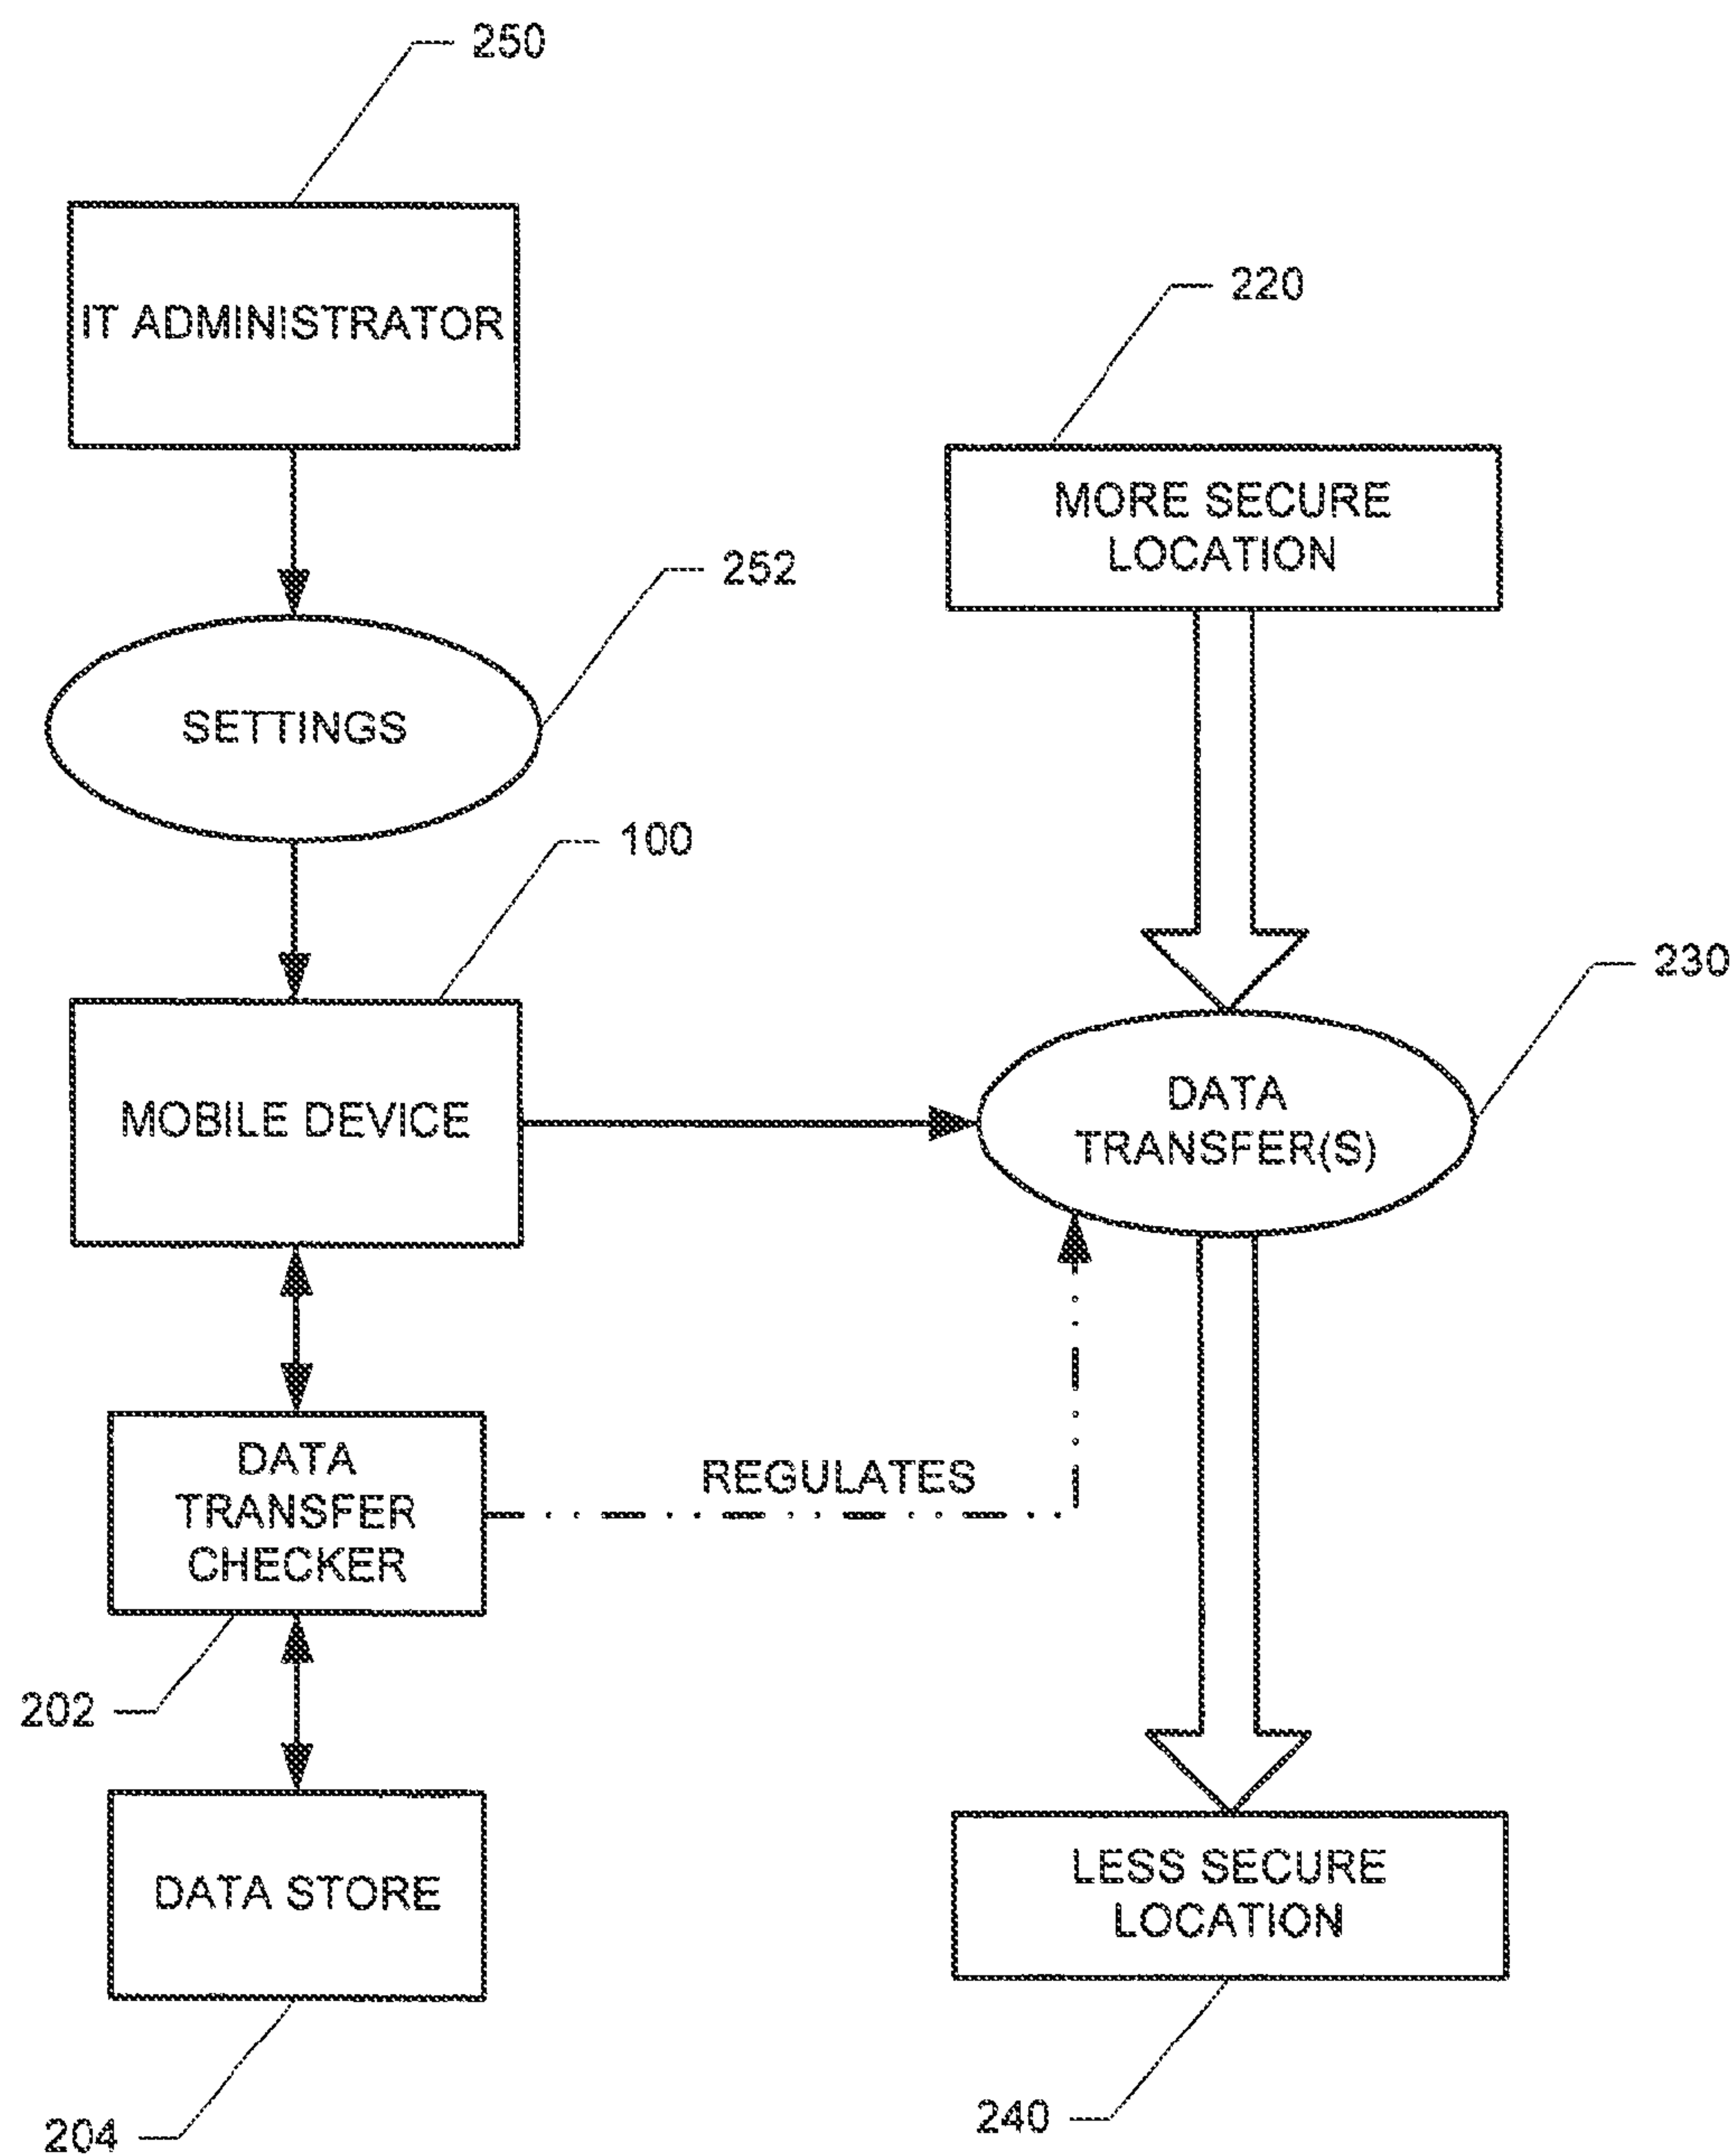 250
IT ADMINISTRATOR
220
MORE SECURE
LOCATION
252
SETTINGS
100
MOBILE DEVICE
230
DATA
TRANSFER(S)
DATA
TRANSFER
CHECKER
REGULATES
202
DATA STORE
LESS SECURE
LOCATION
204
240